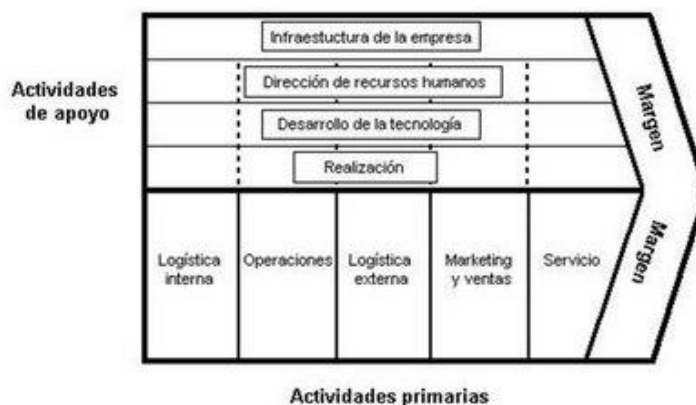 Infraestuctura de la empresa
Dirección de recursos humanos
Actividades
de apoyo
Desarrollo de la tecnología
Realización
Margen
Margen
Logística
interna
Operaciones
Logística
externa
Marketing
y ventas
Servicio
Actividades primarias